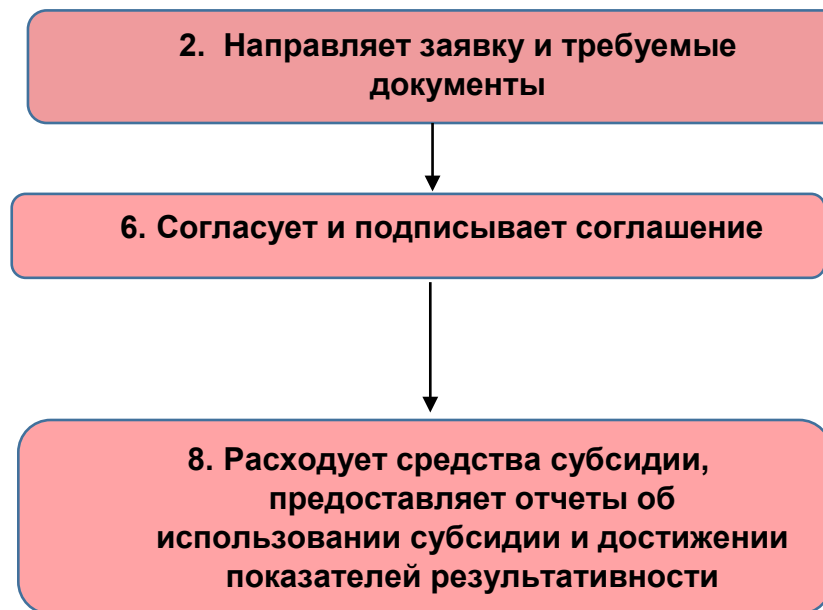 2. Направляет заявку и требуемые
документы
6. Согласует и подписывает соглашение
8. Расходует средства субсидии,
предоставляет отчеты об
использовании субсидии и достижении
показателей результативности